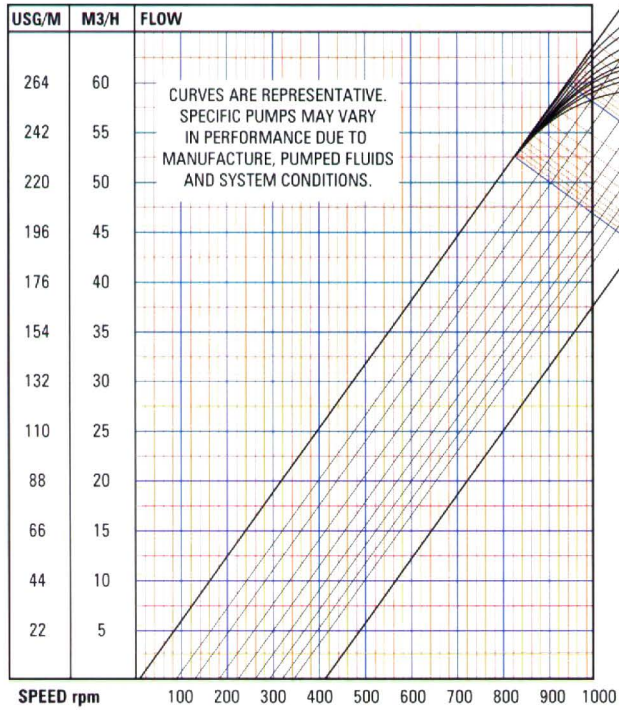 USG/M M3/H FLOW
CURVES ARE REPRESENTATIVE.
SPECIFIC PUMPS MAY VARY
IN PERFORMANCE DUE TO
MANUFACTURE, PUMPED FLUIDS
AND SYSTEM CONDITIONS.
264 60
242 55
220 50
196 45
176 40
154 35
132 30
110 25
88 20
66 15
44 10
22 5
SPEED rpm 100 200 300 400 500 600 700 800 900 1000